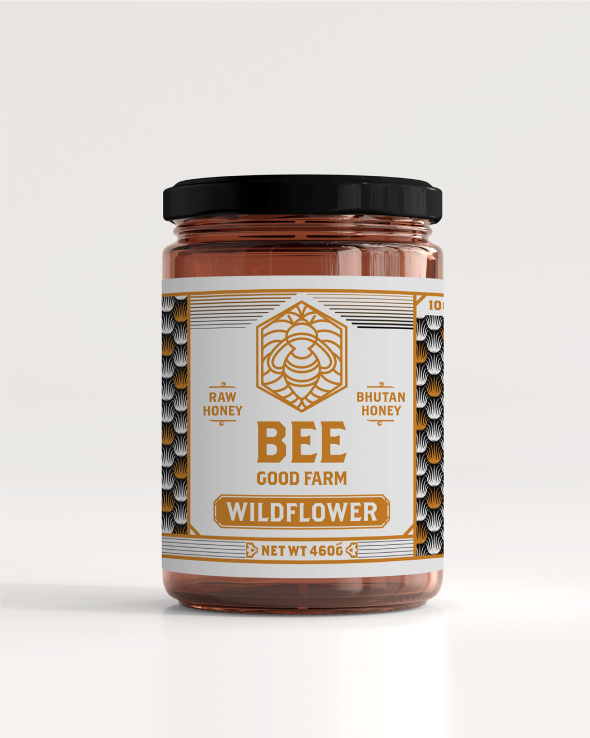 RAW
HONEY
BHUTAN
HONEY
BEE
GOOD FARM
WILDFLOWER
NET WT 460G